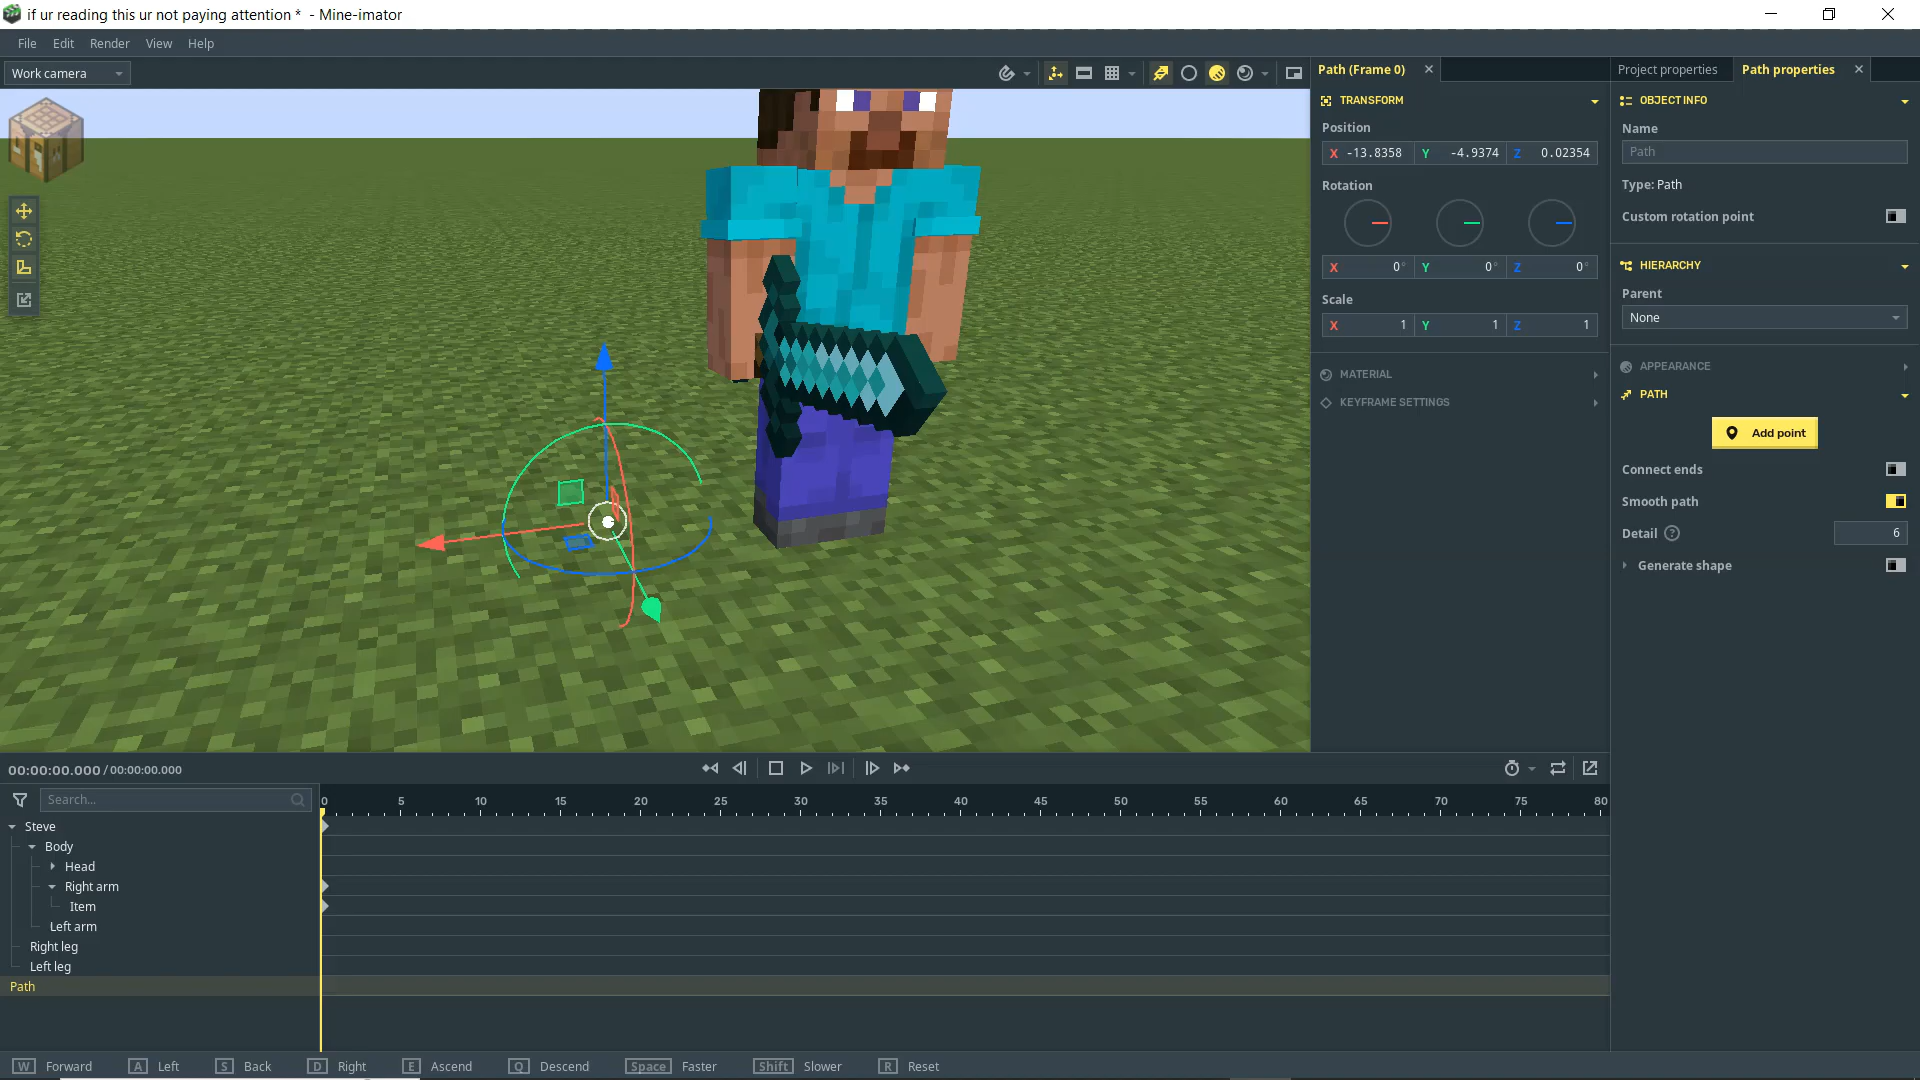 if ur reading this ur not paying attention * - Mine-imator
File Edit Render View Help
Work camera
Path (Frame 0)
TRANSFORM
Position
X -13.8358 Y -4.9374 Z 0.02354
Rotation
X 0° Y 0° Z 0°
Scale
X 1 Y 1 Z 1
MATERIAL
KEYFRAME SETTINGS
Project properties Path properties
OBJECT INFO
Name
Path
Type: Path
Custom rotation point
HIERARCHY
Parent
None
APPEARANCE
PATH
Add point
Connect ends
Smooth path
Detail ? 6
Generate shape
00:00:00.000 / 00:00:00.000
Search...
0 5 10 15 20 25 30 35 40 45 50 55 60 65 70 75 80
Steve
Body
Head
Right arm
Item
Left arm
Right leg
Left leg
Path
W Forward A Left S Back D Right E Ascend Q Descend Space Faster Shift Slower R Reset